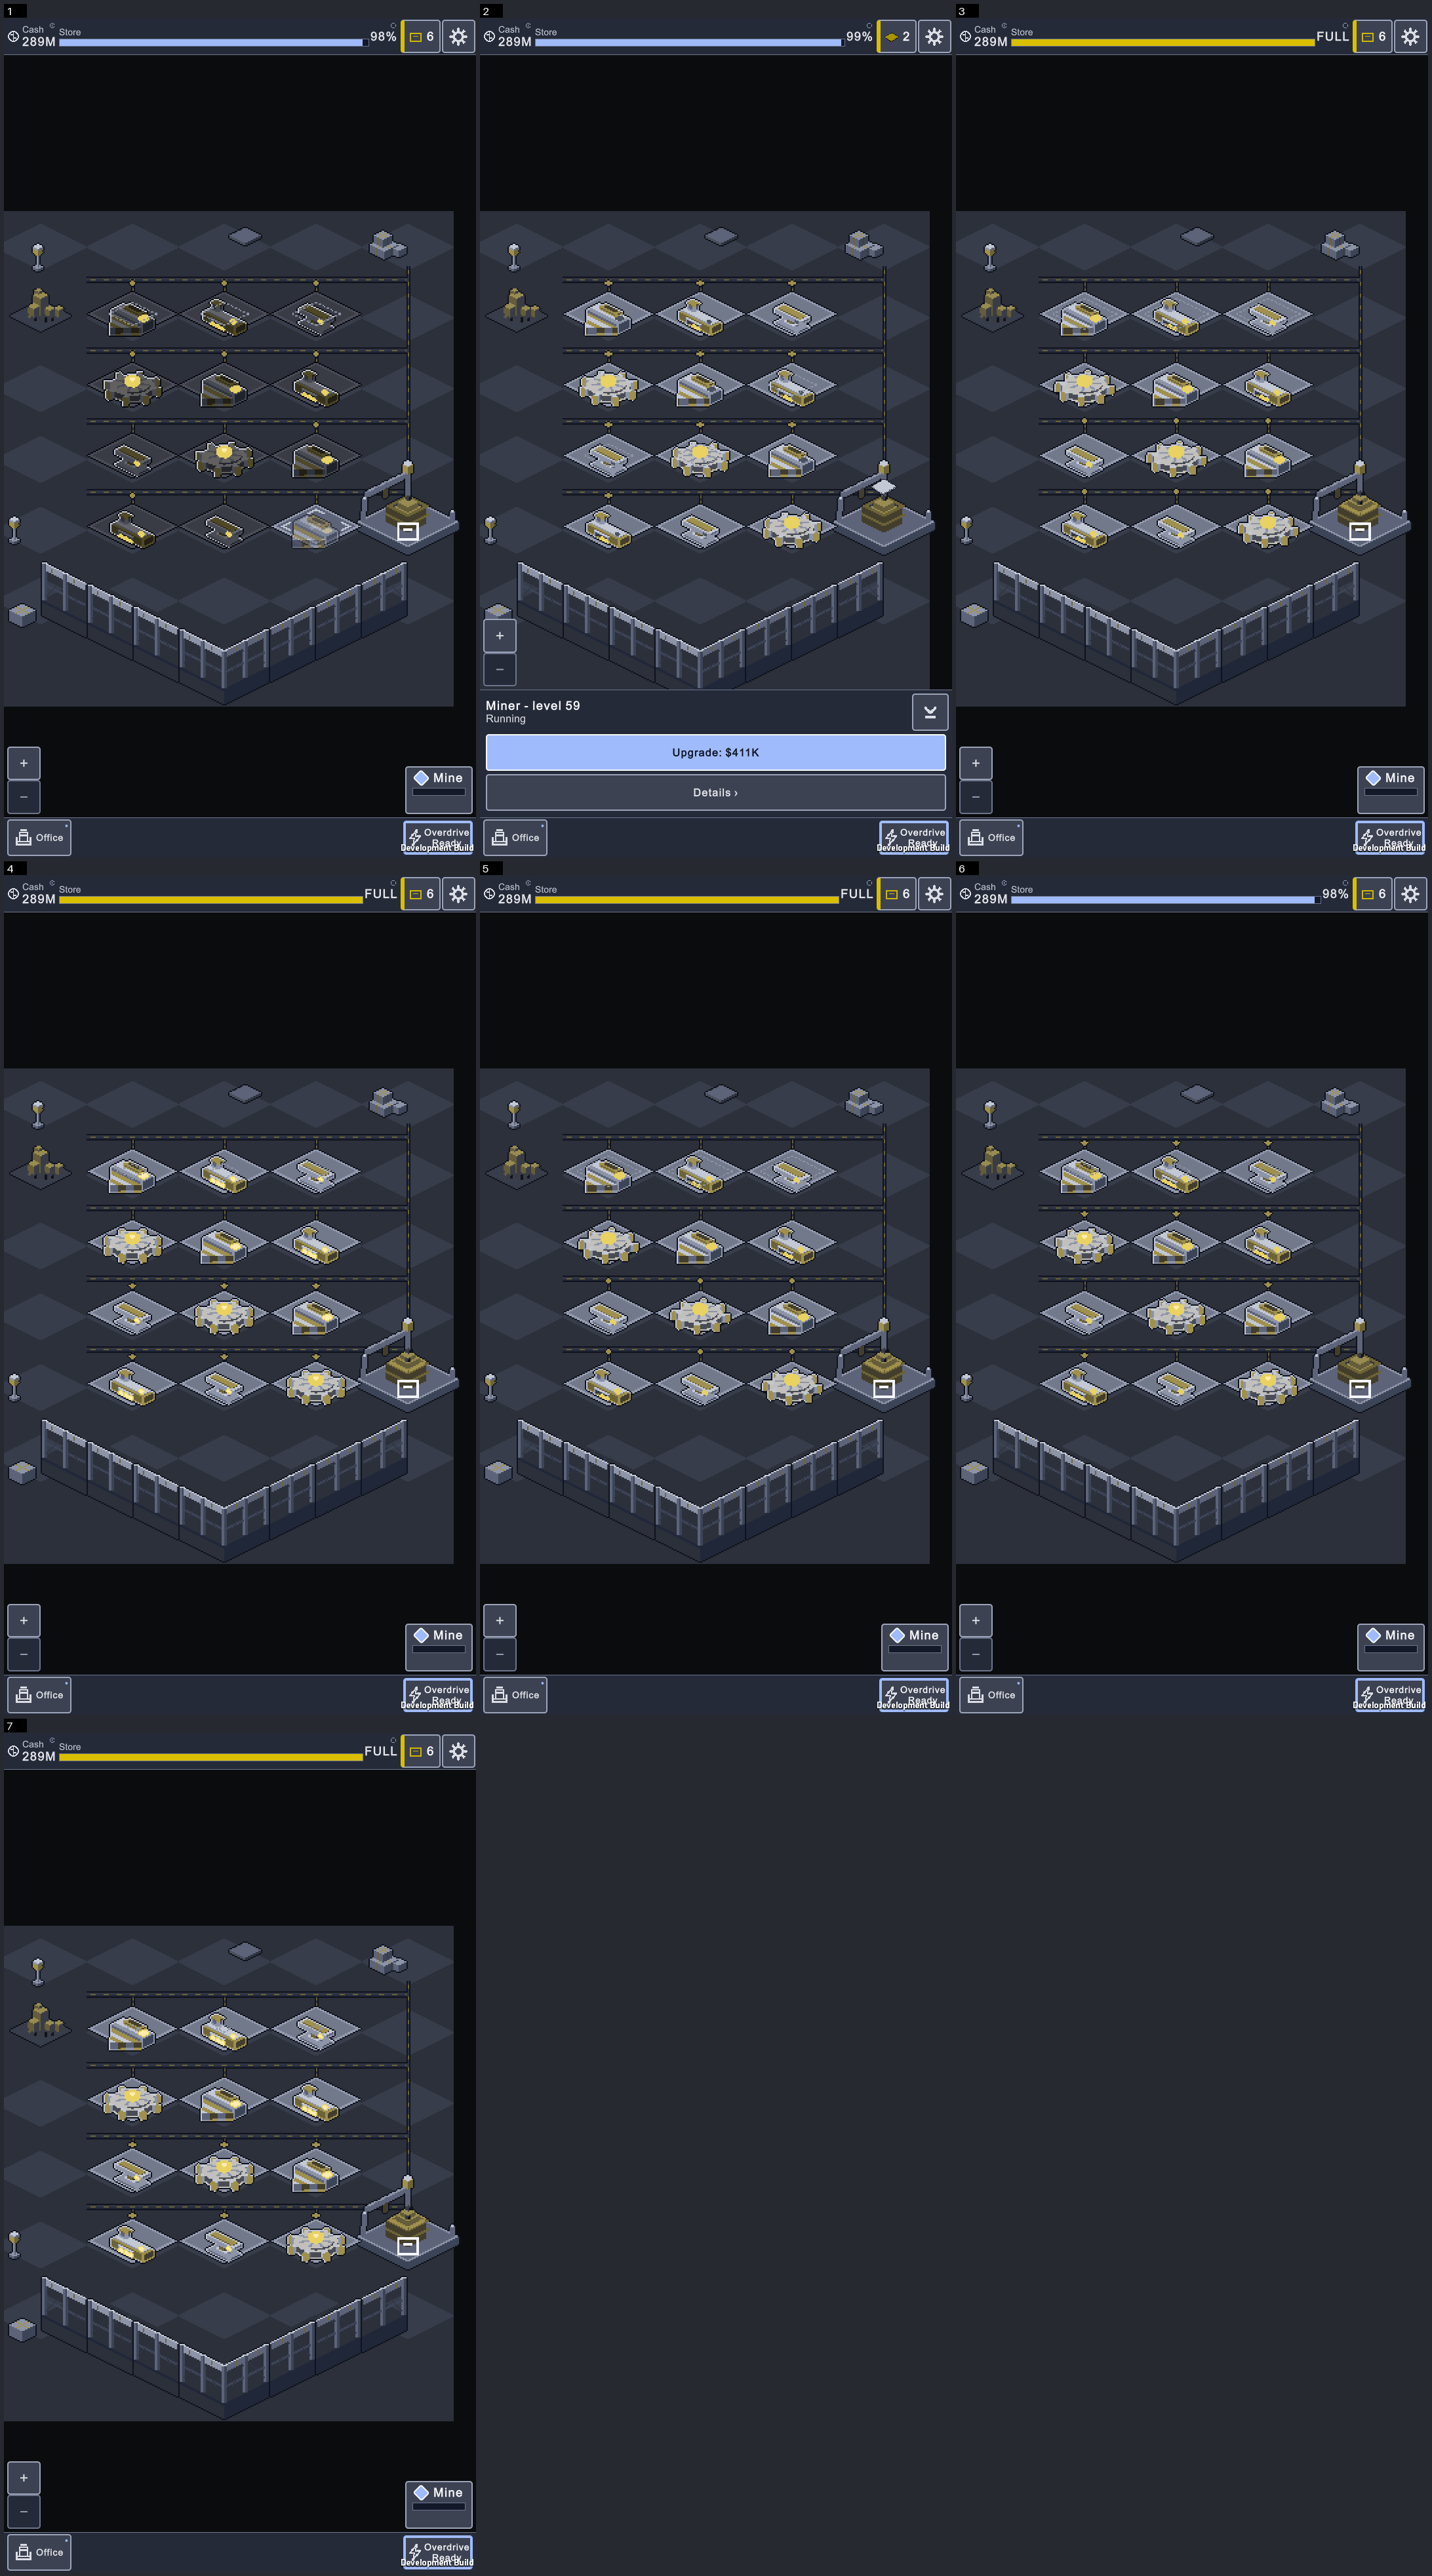 1
Cash
289M
Store
98%
6
+
−
Mine
Office
Overdrive
Ready
Development Build
2
Cash
289M
Store
99%
2
+
−
Miner - level 59
Running
Upgrade: $411K
Details ›
Office
Overdrive
Ready
Development Build
3
Cash
289M
Store
FULL
6
+
−
Mine
Office
Overdrive
Ready
Development Build
4
Cash
289M
Store
FULL
6
+
−
Mine
Office
Overdrive
Ready
Development Build
5
Cash
289M
Store
FULL
6
+
−
Mine
Office
Overdrive
Ready
Development Build
6
Cash
289M
Store
98%
6
+
−
Mine
Office
Overdrive
Ready
Development Build
7
Cash
289M
Store
FULL
6
+
−
Mine
Office
Overdrive
Ready
Development Build